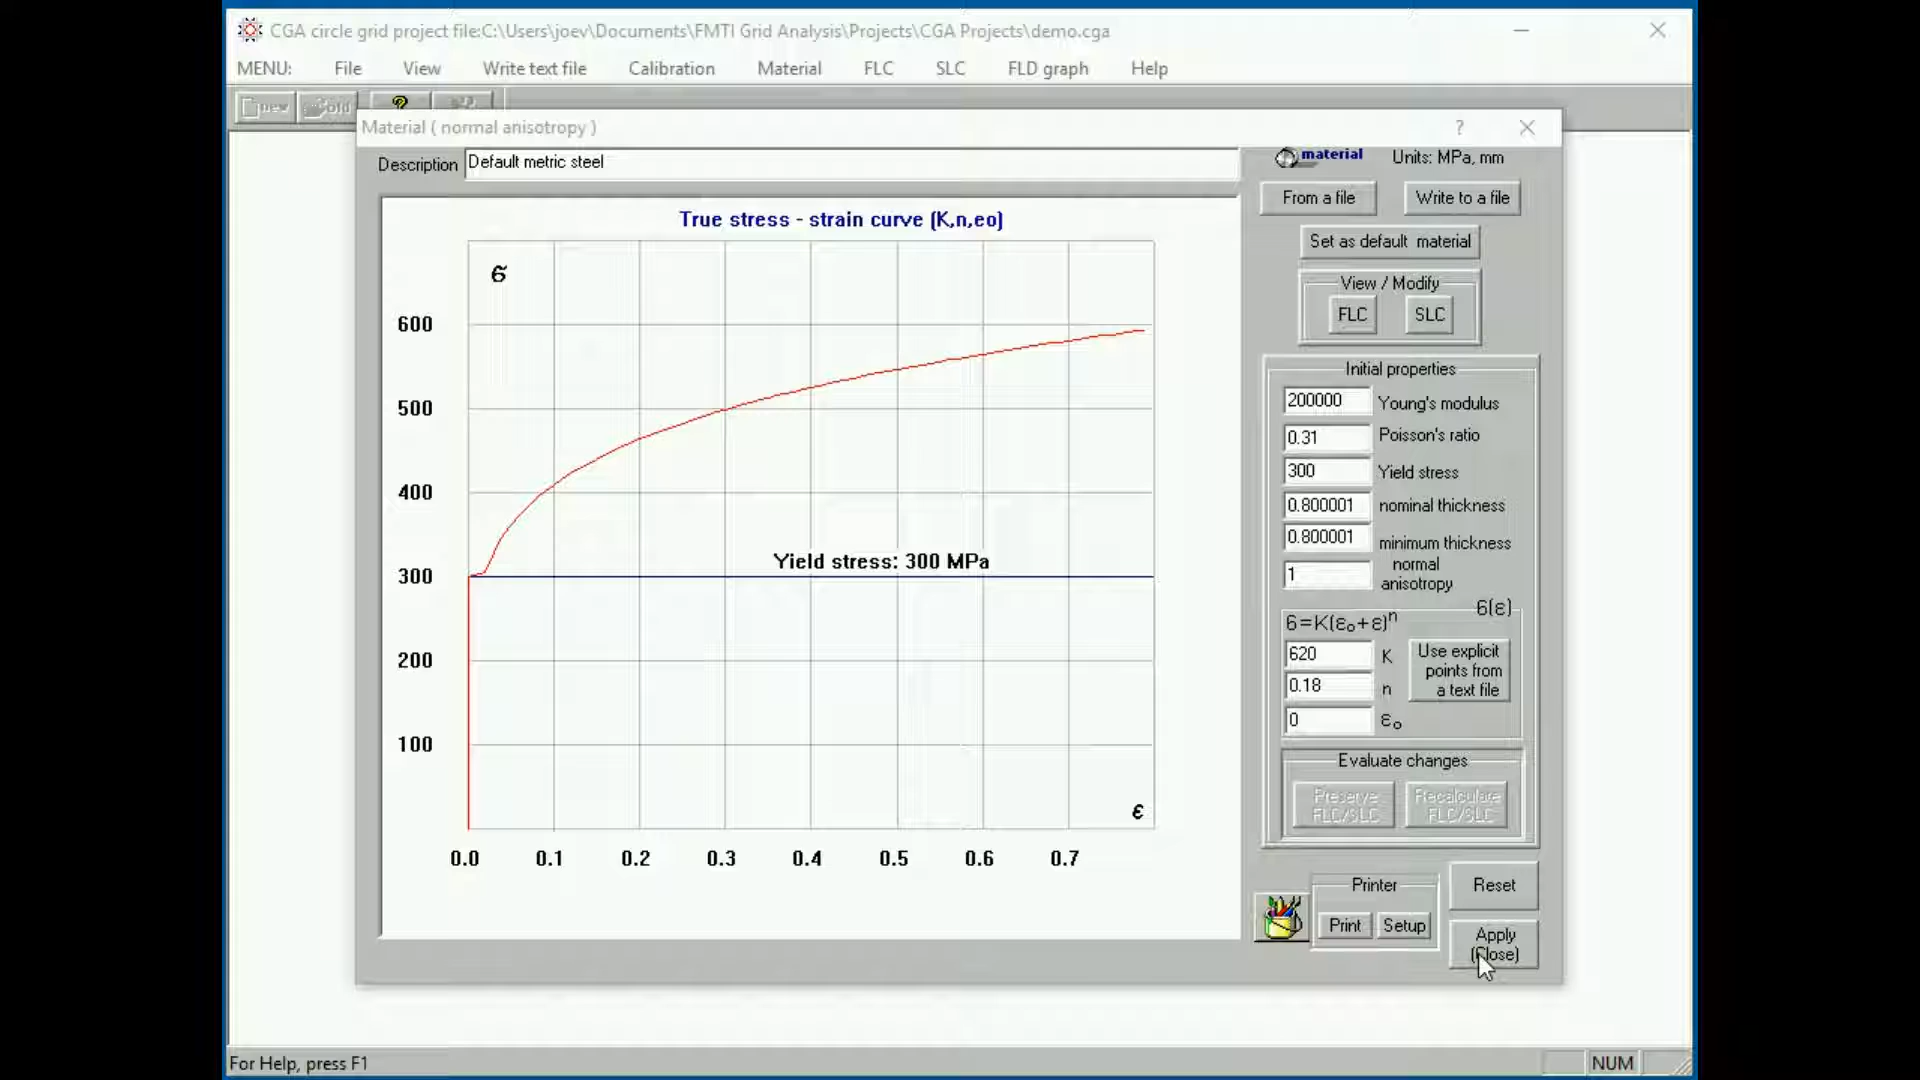 CGA circle grid project file:C:\Users\joev\Documents\FMTI Grid Analysis\Projects\CGA Projects\demo.cga
MENU: File View Write text file Calibration Material FLC SLC FLD graph Help
new old ?
Material ( normal anisotropy ) ?
Description Default metric steel
material Units: MPa, mm
From a file Write to a file
Set as default material
View / Modify
FLC SLC
True stress - strain curve (K,n,eo)
б
600
500
400
300
200
100
Yield stress: 300 MPa
ε
0.0 0.1 0.2 0.3 0.4 0.5 0.6 0.7
Initial properties
200000 Young's modulus
0.31 Poisson's ratio
300 Yield stress
0.800001 nominal thickness
0.800001 minimum thickness
1 normal
anisotropy
б(ε)
б=K(εo+ε)n
620 K
0.18 n
0 εo
Use explicit
points from
a text file
Evaluate changes
Preserve
FLC/SLC
Recalculate
FLC/SLC
Printer
Print Setup
Reset
Apply
(Close)
For Help, press F1
NUM